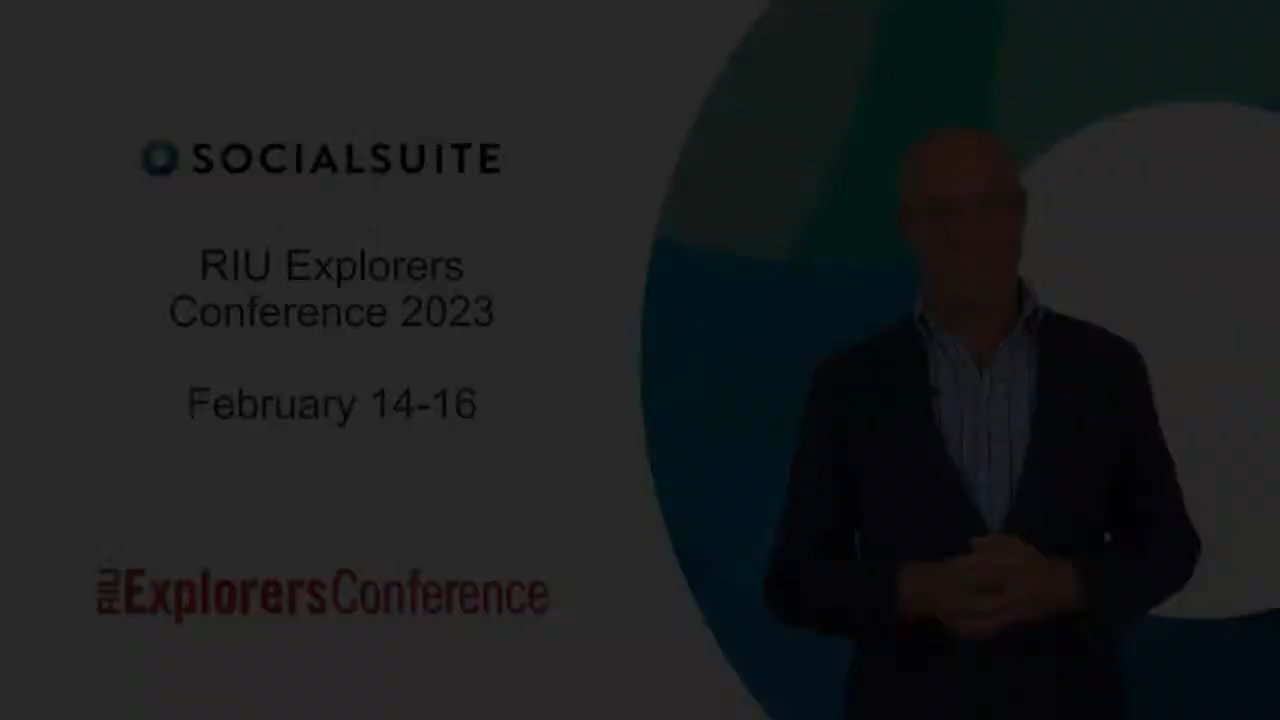 SOCIALSUITE
RIU Explorers
Conference 2023
February 14-16
RIU ExplorersConference